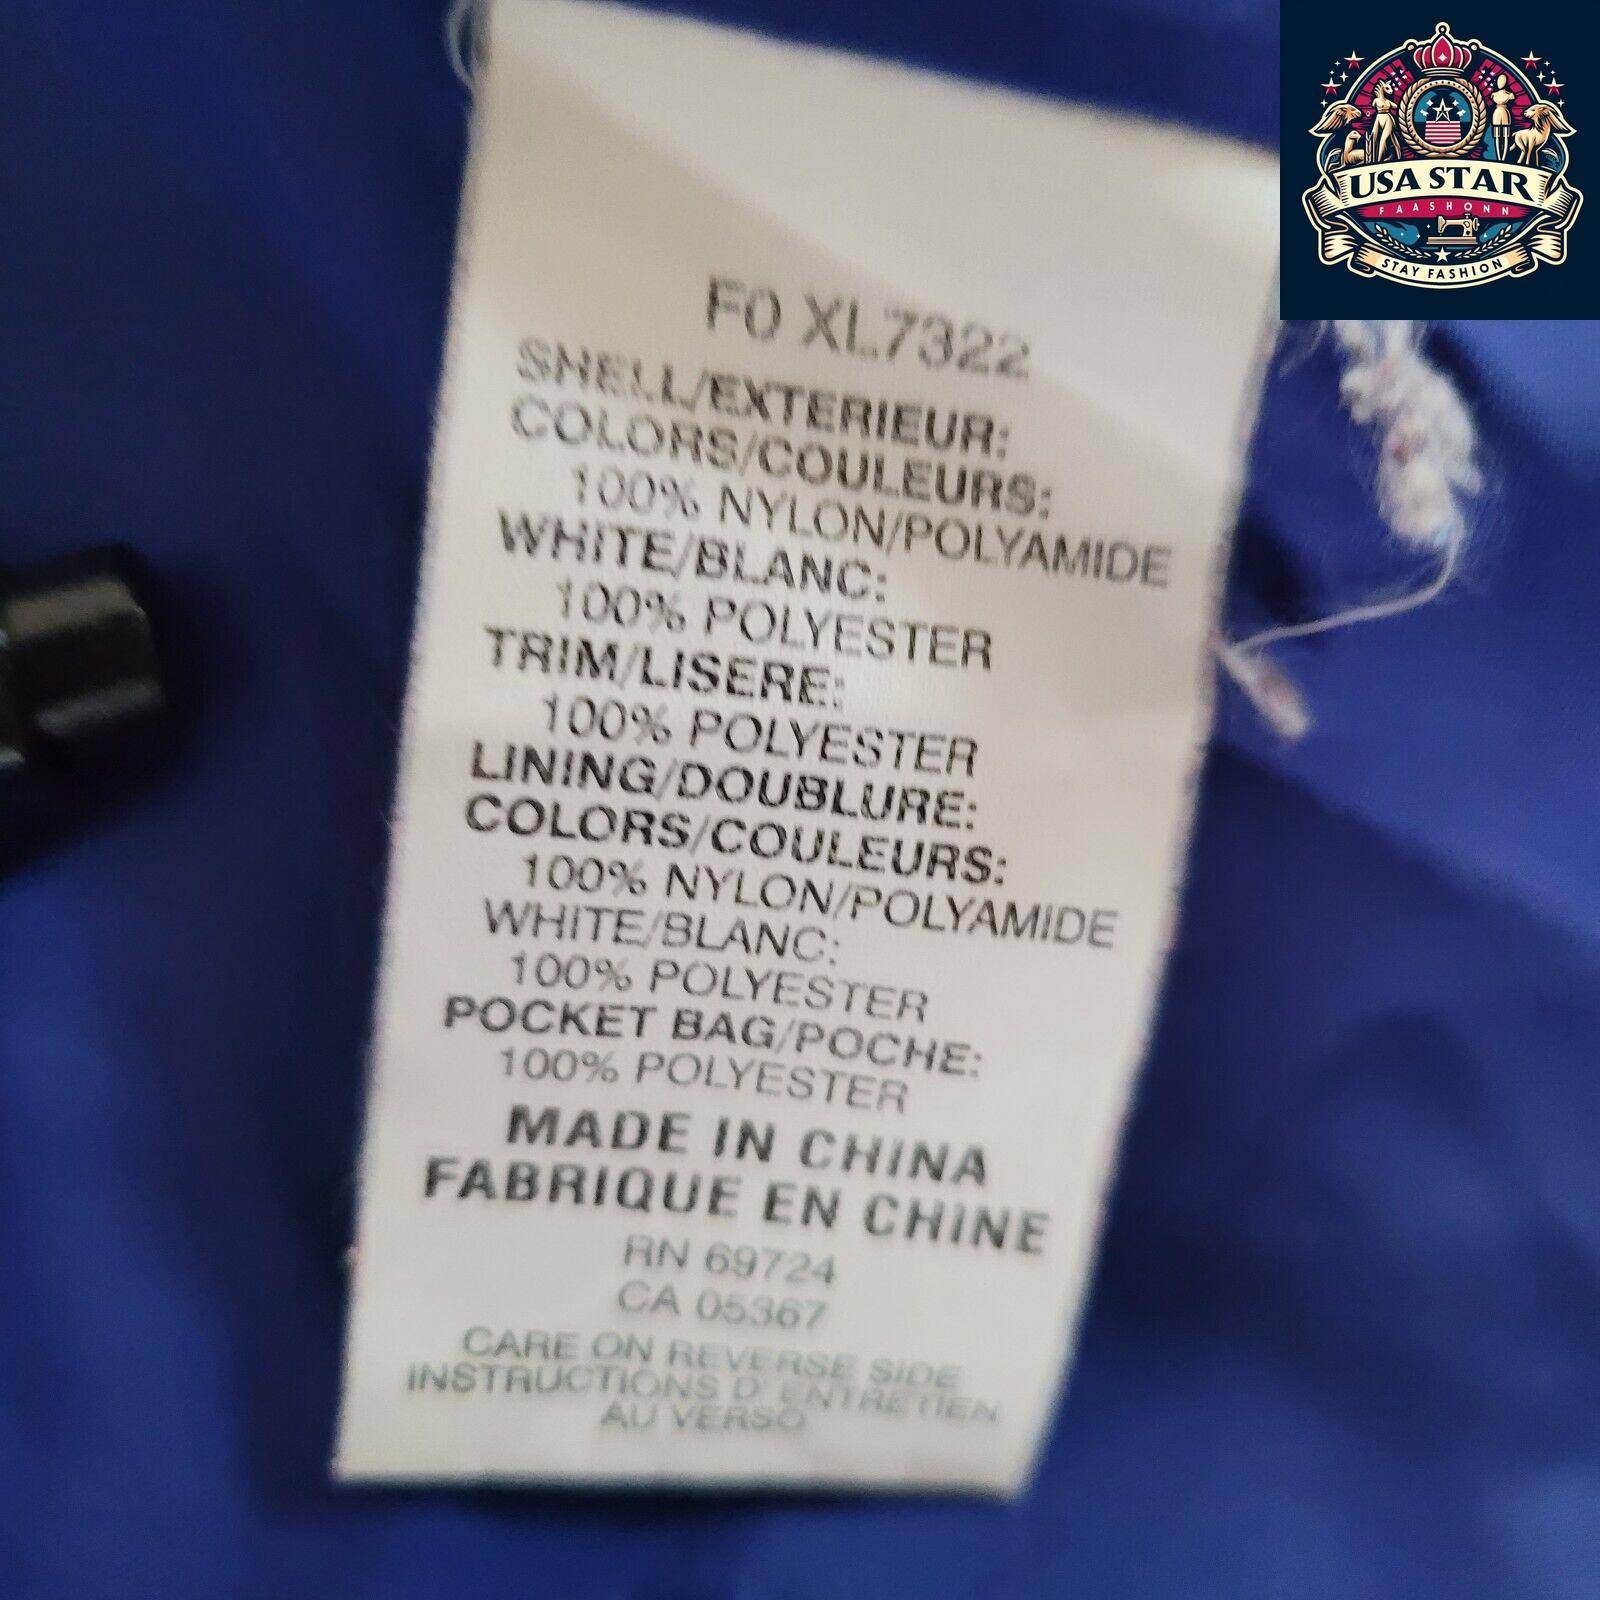 USA STAR
FAASHONN
STAY FASHION
F0 XL7322
SHELL/EXTERIEUR:
COLORS/COULEURS:
100% NYLON/POLYAMIDE
WHITE/BLANC:
100% POLYESTER
TRIM/LISERE:
100% POLYESTER
LINING/DOUBLURE:
COLORS/COULEURS:
100% NYLON/POLYAMIDE
WHITE/BLANC:
100% POLYESTER
POCKET BAG/POCHE:
100% POLYESTER
MADE IN CHINA
FABRIQUE EN CHINE
RN 69724
CA 05367
CARE ON REVERSE SIDE
INSTRUCTIONS D' ENTRETIEN
AU VERSO